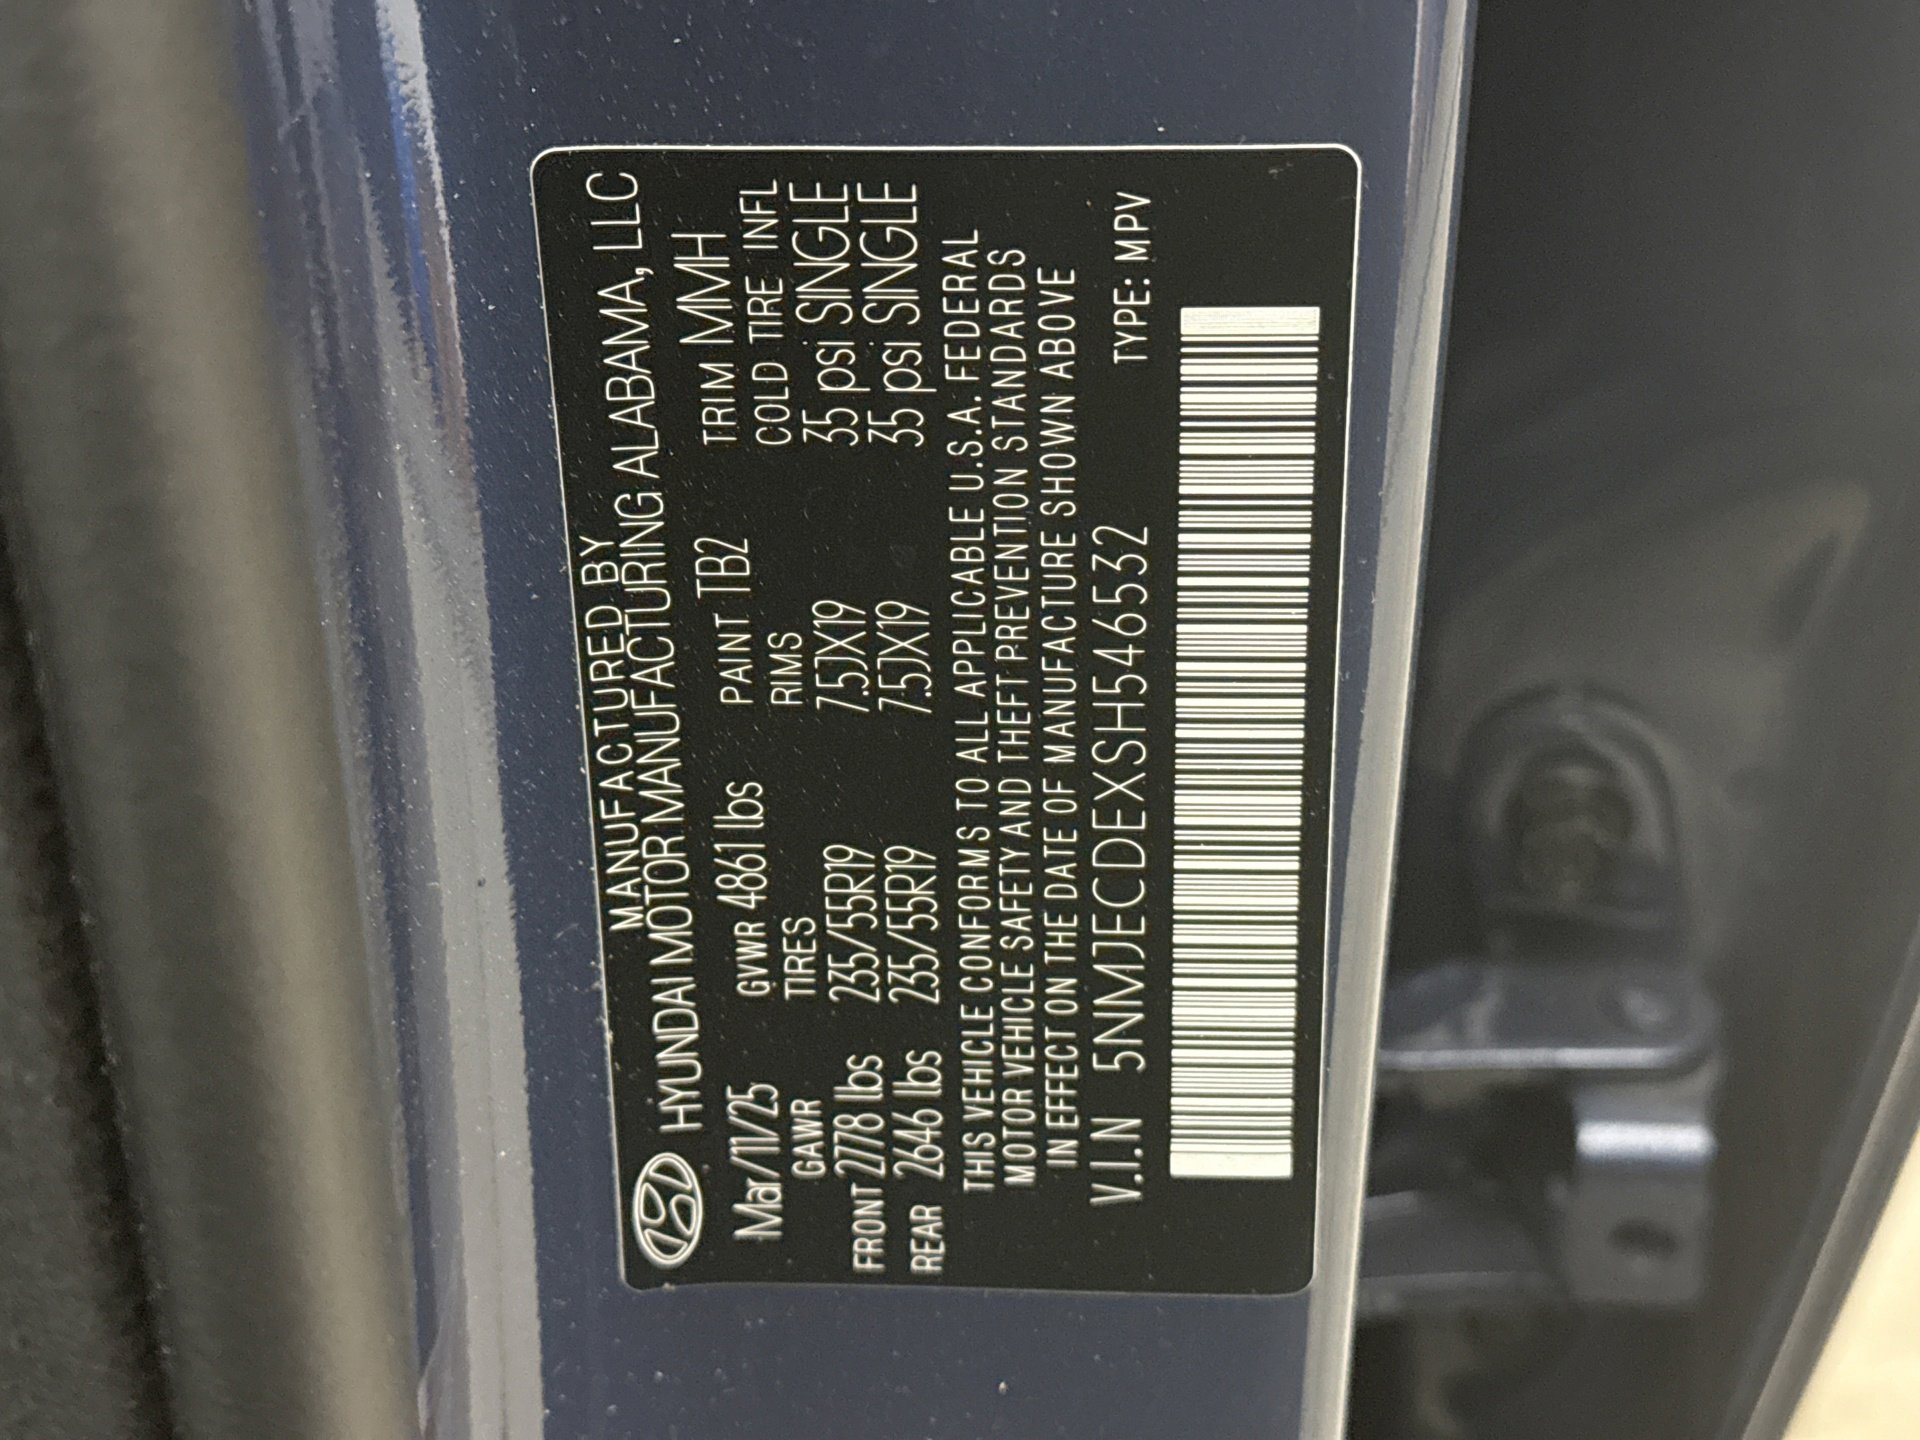 MANUFACTURED BY
HYUNDAI MOTOR MANUFACTURING ALABAMA, LLC
Mar/11/25 GVWR 4861 lbs PAINT TB2 TRIM MMH
GAWR TIRES RIMS COLD TIRE INFL
FRONT 2778 lbs 235/55R19 7.5JX19 35 psi SINGLE
REAR 2646 lbs 235/55R19 7.5JX19 35 psi SINGLE
THIS VEHICLE CONFORMS TO ALL APPLICABLE U.S.A. FEDERAL
MOTOR VEHICLE SAFETY AND THEFT PREVENTION STANDARDS
IN EFFECT ON THE DATE OF MANUFACTURE SHOWN ABOVE
V.I.N 5NMJECDEXSH546532 TYPE: MPV